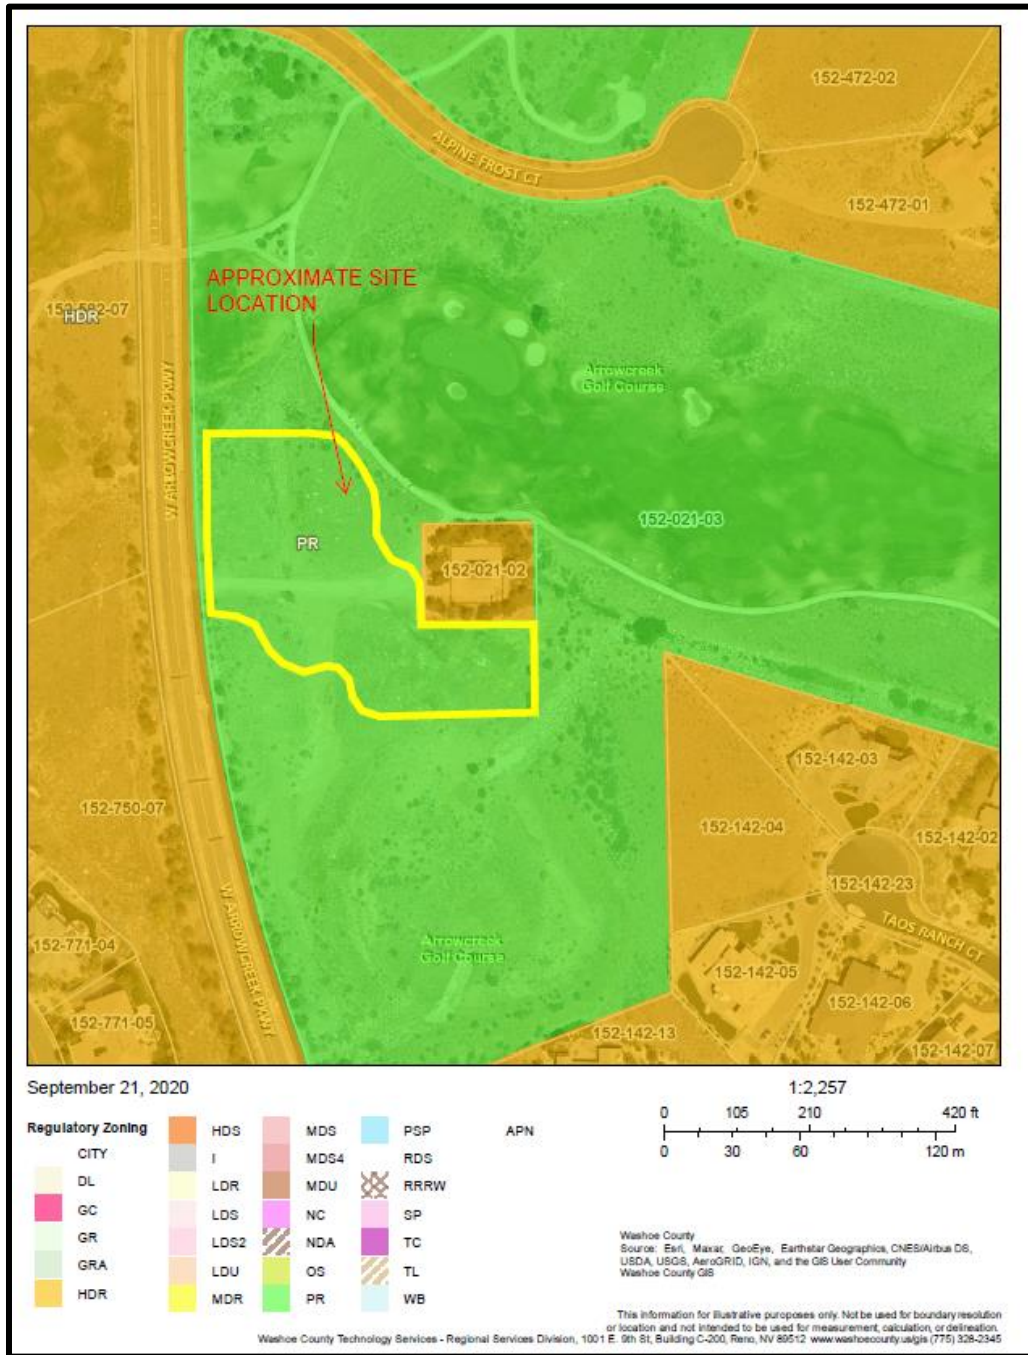 152-472-02
ALPINE FROST CT
152-472-01
APPROXIMATE SITE
LOCATION
152-582-07
HDR
W ARROWCREEK PKWY
Arrowcreek
Golf Course
152-021-03
PR
152-021-02
152-142-03
152-750-07
152-142-04
152-142-02
152-142-23
TAOS RANCH CT
W ARROWCREEK PKWY
152-771-04
Arrowcreek
Golf Course
152-142-05
152-142-06
152-771-05
152-142-13
152-142-07
September 21, 2020
1:2,257
0 105 210 420 ft
0 30 60 120 m
Regulatory Zoning
CITY
DL
GC
GR
GRA
HDR
HDS
I
LDR
LDS
LDS2
LDU
MDR
MDS
MDS4
MDU
NC
NDA
OS
PR
PSP
RDS
RRRW
SP
TC
TL
WB
APN
Washoe County
Source: Esri, Maxar, GeoEye, Earthstar Geographics, CNES/Airbus DS,
USDA, USGS, AeroGRID, IGN, and the GIS User Community
Washoe County GIS
This information for illustrative purposes only. Not be used for boundary resolution
or location and not intended to be used for measurement, calculation, or delineation.
Washoe County Technology Services - Regional Services Division, 1001 E. 9th St, Building C-200, Reno, NV 89512 www.washoecounty.us/gis (775) 328-2345